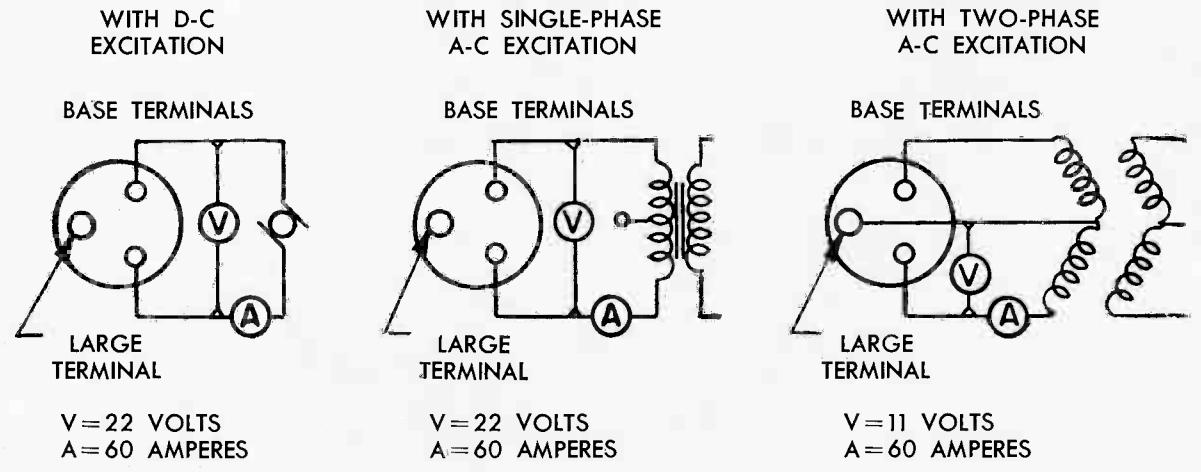 WITH D-C
EXCITATION
BASE TERMINALS
V
A
LARGE
TERMINAL
V=22 VOLTS
A=60 AMPERES
WITH SINGLE-PHASE
A-C EXCITATION
BASE TERMINALS
V
A
LARGE
TERMINAL
V=22 VOLTS
A=60 AMPERES
WITH TWO-PHASE
A-C EXCITATION
BASE TERMINALS
V
A
LARGE
TERMINAL
V=11 VOLTS
A=60 AMPERES